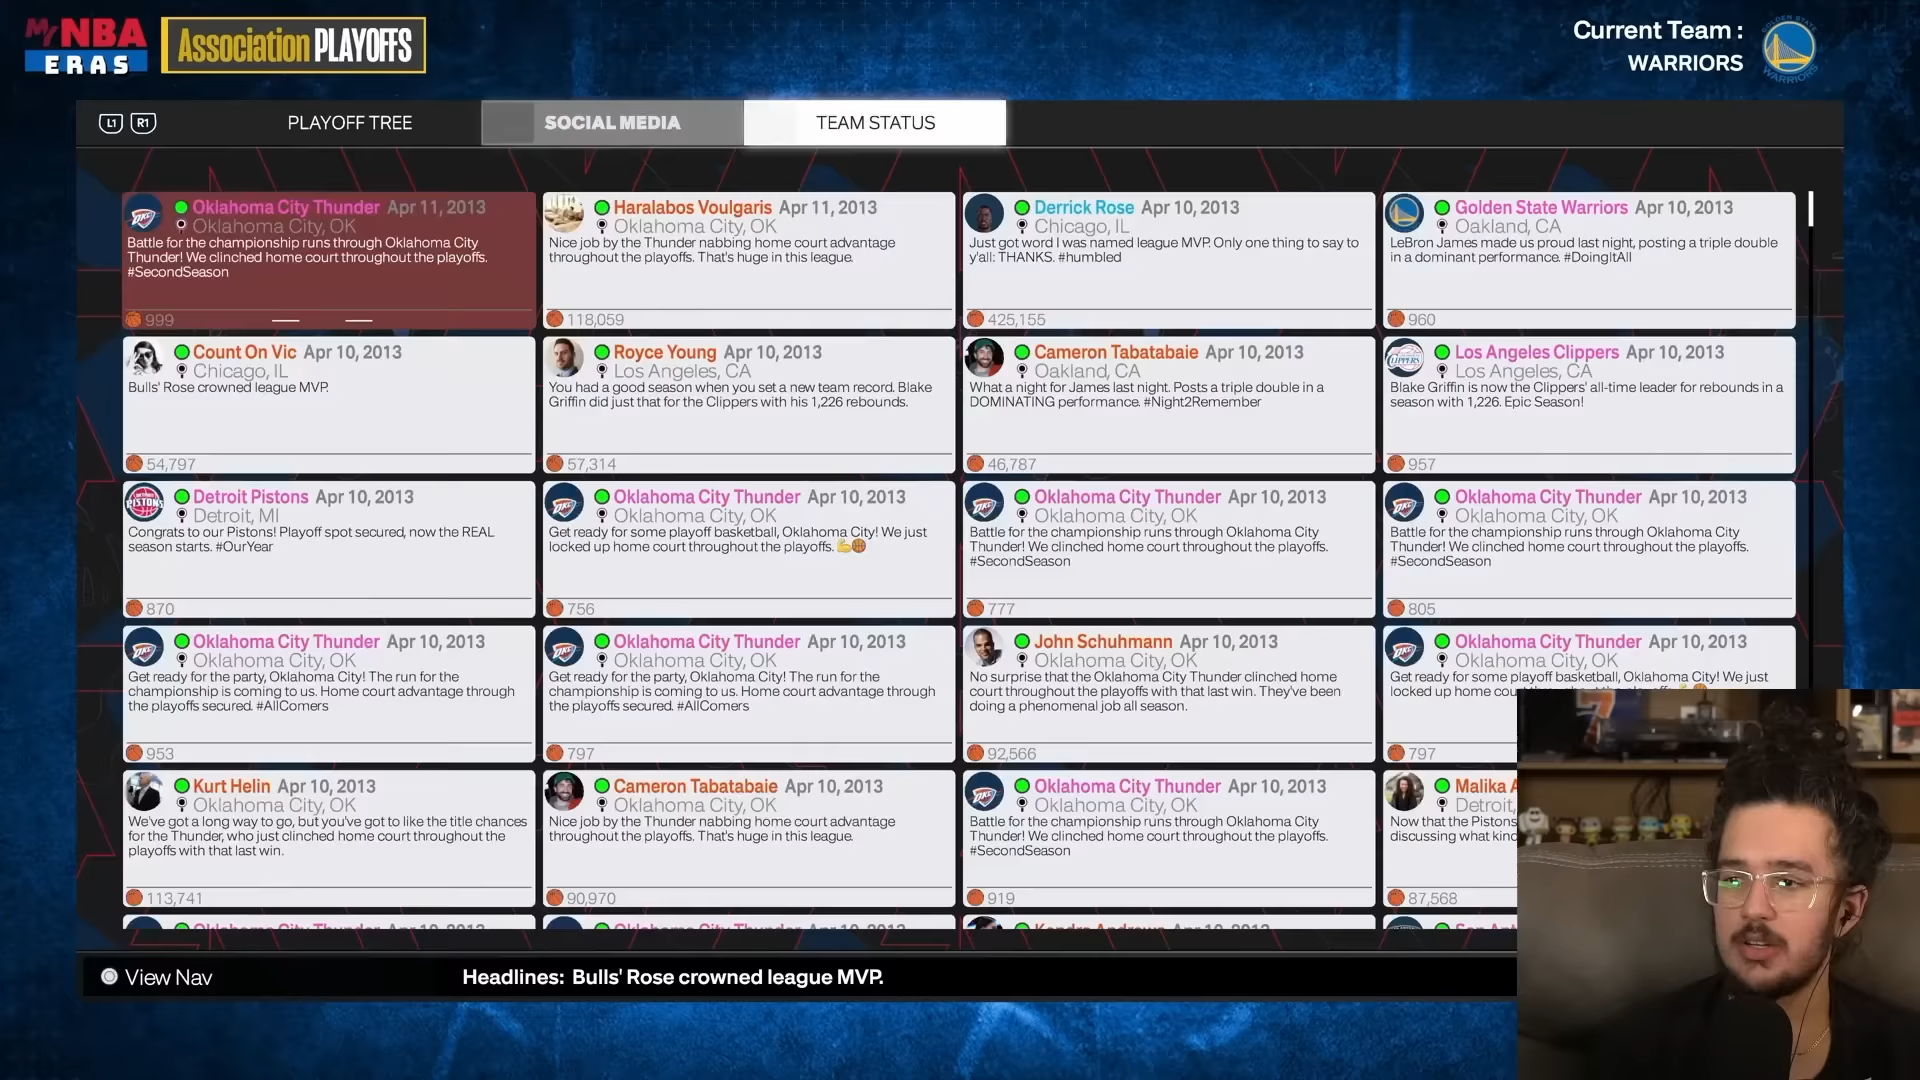 MyNBA
ERAS
Association PLAYOFFS
Current Team :
WARRIORS
L1 R1
PLAYOFF TREE
SOCIAL MEDIA
TEAM STATUS
Oklahoma City Thunder Apr 11, 2013
Oklahoma City, OK
Battle for the championship runs through Oklahoma City
Thunder! We clinched home court throughout the playoffs.
#SecondSeason
999
Haralabos Voulgaris Apr 11, 2013
Oklahoma City, OK
Nice job by the Thunder nabbing home court advantage
throughout the playoffs. That's huge in this league.
118,059
Derrick Rose Apr 10, 2013
Chicago, IL
Just got word I was named league MVP. Only one thing to say to
y'all: THANKS. #humbled
425,155
Golden State Warriors Apr 10, 2013
Oakland, CA
LeBron James made us proud last night, posting a triple double
in a dominant performance. #DoingItAll
960
Count On Vic Apr 10, 2013
Chicago, IL
Bulls' Rose crowned league MVP.
54,797
Royce Young Apr 10, 2013
Los Angeles, CA
You had a good season when you set a new team record. Blake
Griffin did just that for the Clippers with his 1,226 rebounds.
57,314
Cameron Tabatabaie Apr 10, 2013
Oakland, CA
What a night for James last night. Posts a triple double in a
DOMINATING performance. #Night2Remember
46,787
Los Angeles Clippers Apr 10, 2013
Los Angeles, CA
Blake Griffin is now the Clippers' all-time leader for rebounds in a
season with 1,226. Epic Season!
957
Detroit Pistons Apr 10, 2013
Detroit, MI
Congrats to our Pistons! Playoff spot secured, now the REAL
season starts. #OurYear
870
Oklahoma City Thunder Apr 10, 2013
Oklahoma City, OK
Get ready for some playoff basketball, Oklahoma City! We just
locked up home court throughout the playoffs. 💪🏀
756
Oklahoma City Thunder Apr 10, 2013
Oklahoma City, OK
Battle for the championship runs through Oklahoma City
Thunder! We clinched home court throughout the playoffs.
#SecondSeason
777
Oklahoma City Thunder Apr 10, 2013
Oklahoma City, OK
Battle for the championship runs through Oklahoma City
Thunder! We clinched home court throughout the playoffs.
#SecondSeason
805
Oklahoma City Thunder Apr 10, 2013
Oklahoma City, OK
Get ready for the party, Oklahoma City! The run for the
championship is coming to us. Home court advantage through
the playoffs secured. #AllComers
953
Oklahoma City Thunder Apr 10, 2013
Oklahoma City, OK
Get ready for the party, Oklahoma City! The run for the
championship is coming to us. Home court advantage through
the playoffs secured. #AllComers
797
John Schuhmann Apr 10, 2013
Oklahoma City, OK
No surprise that the Oklahoma City Thunder clinched home
court throughout the playoffs with that last win. They've been
doing a phenomenal job all season.
92,566
Oklahoma City Thunder Apr 10, 2013
Oklahoma City, OK
Get ready for some playoff basketball, Oklahoma City! We just
locked up home
797
Kurt Helin Apr 10, 2013
Oklahoma City, OK
We've got a long way to go, but you've got to like the title chances
for the Thunder, who just clinched home court throughout the
playoffs with that last win.
113,741
Cameron Tabatabaie Apr 10, 2013
Oklahoma City, OK
Nice job by the Thunder nabbing home court advantage
throughout the playoffs. That's huge in this league.
90,970
Oklahoma City Thunder Apr 10, 2013
Oklahoma City, OK
Battle for the championship runs through Oklahoma City
Thunder! We clinched home court throughout the playoffs.
#SecondSeason
919
Malika A
Detroit,
Now that the Pistons
discussing what kind
87,568
View Nav
Headlines: Bulls' Rose crowned league MVP.
7